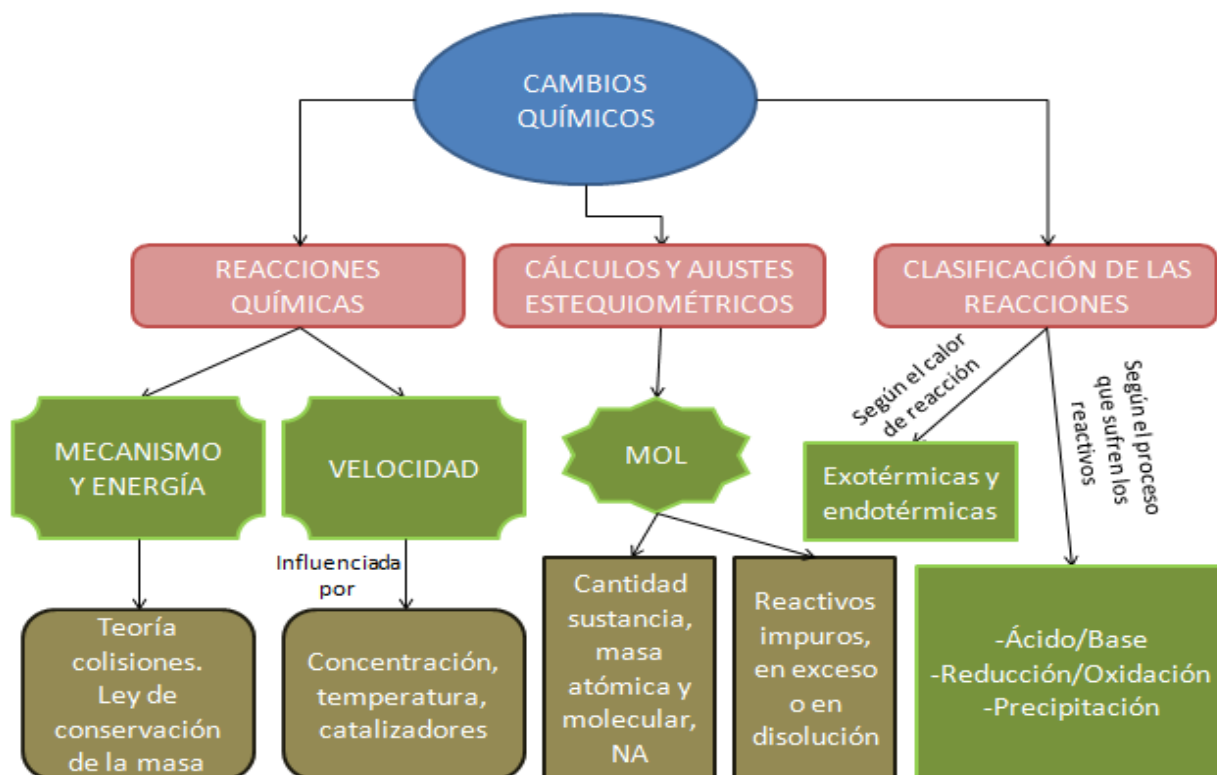 CAMBIOS
QUÍMICOS
REACCIONES
QUÍMICAS
CÁLCULOS Y AJUSTES
ESTEQUIOMÉTRICOS
CLASIFICACIÓN DE LAS
REACCIONES
Según el calor
de reacción
Según el proceso
que sufren los
reactivos
MECANISMO
Y ENERGÍA
VELOCIDAD
MOL
Exotérmicas y
endotérmicas
Influenciada
por
Teoría
colisiones.
Ley de
conservación
de la masa
Concentración,
temperatura,
catalizadores
Cantidad
sustancia,
masa
atómica y
molecular,
NA
Reactivos
impuros,
en exceso
o en
disolución
-Ácido/Base
-Reducción/Oxidación
-Precipitación